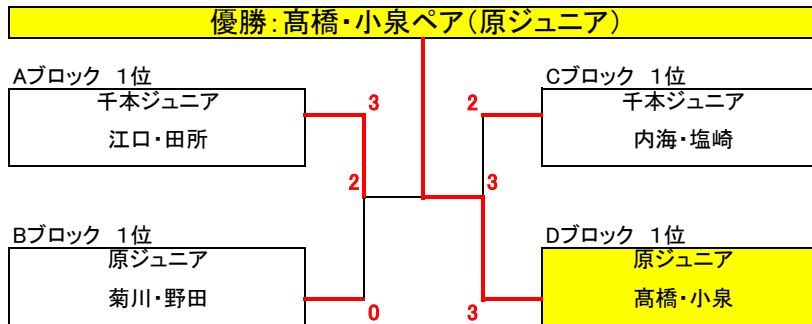 優勝：髙橋・小泉ペア（原ジュニア）
Aブロック 1位
千本ジュニア
江口・田所
3
2
Cブロック 1位
千本ジュニア
内海・塩崎
2
3
Bブロック 1位
原ジュニア
菊川・野田
0
3
Dブロック 1位
原ジュニア
髙橋・小泉